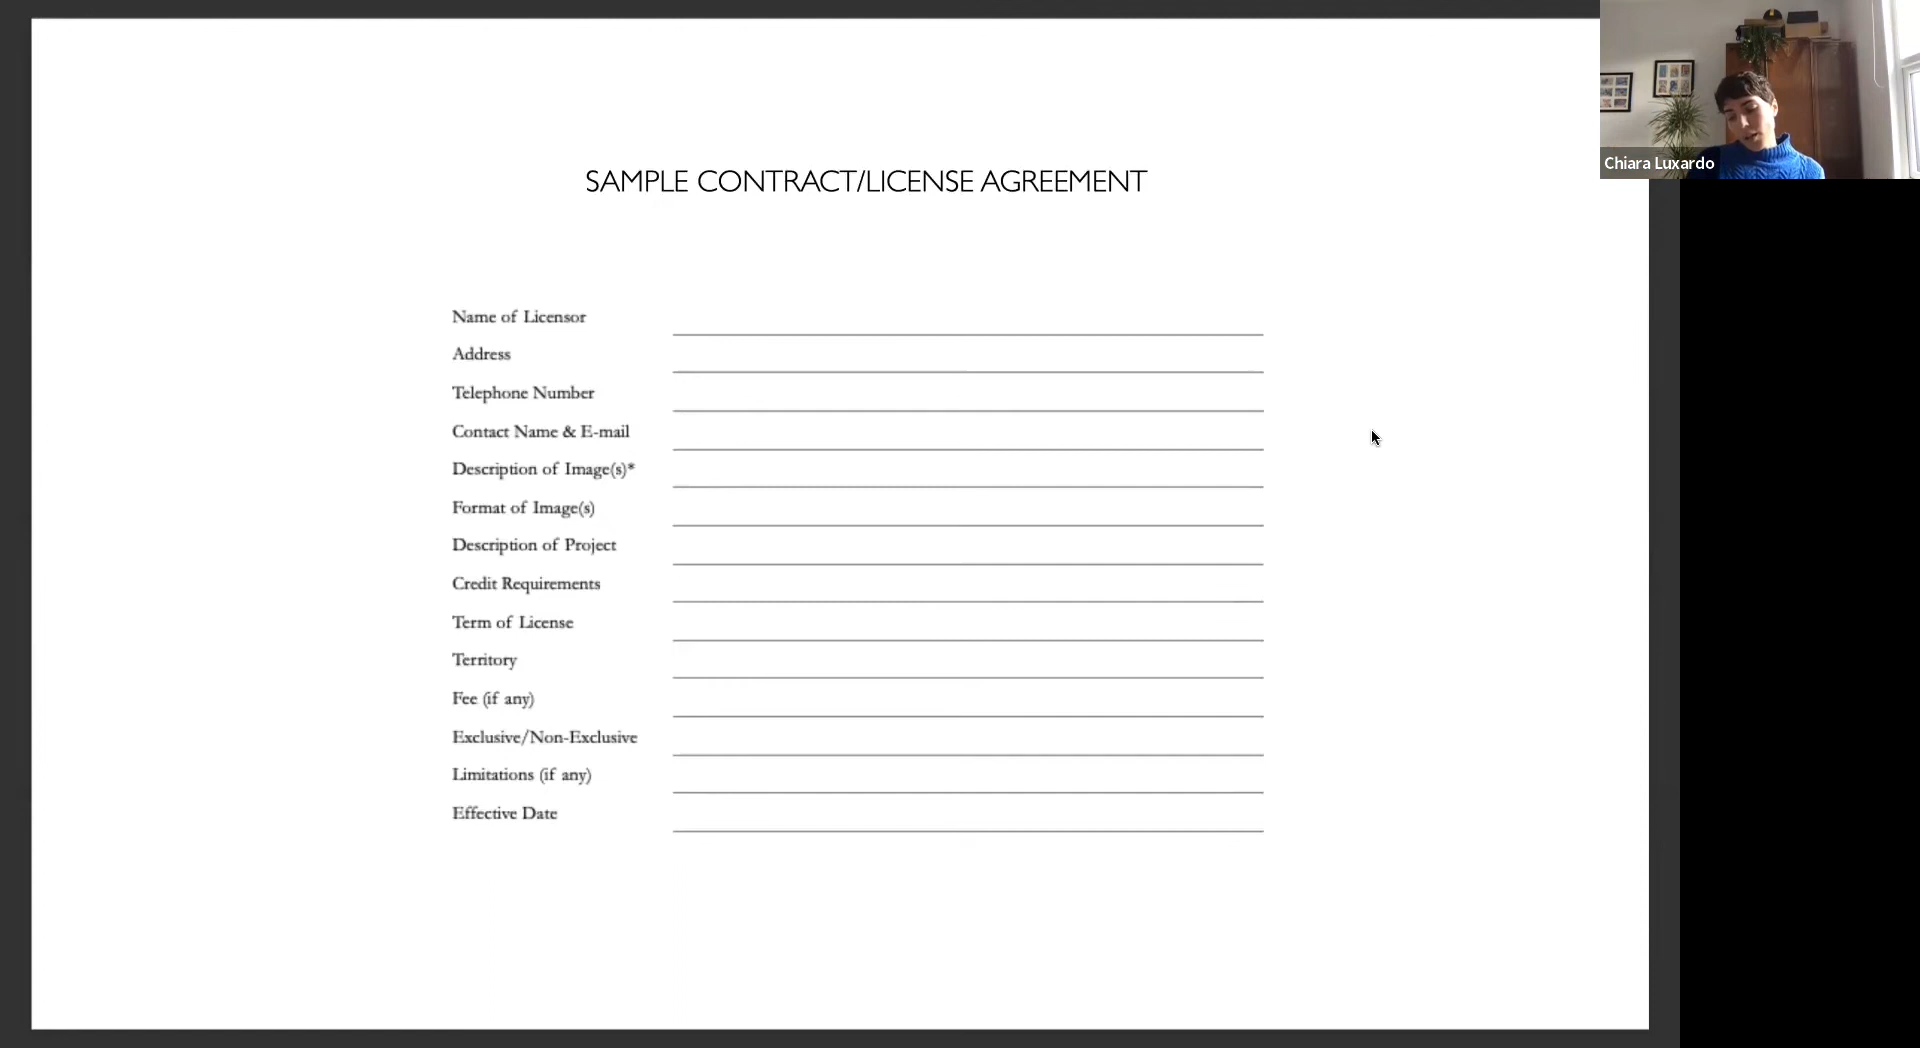 SAMPLE CONTRACT/LICENSE AGREEMENT
Chiara Luxardo
Name of Licensor
Address
Telephone Number
Contact Name & E-mail
Description of Image(s)*
Format of Image(s)
Description of Project
Credit Requirements
Term of License
Territory
Fee (if any)
Exclusive/Non-Exclusive
Limitations (if any)
Effective Date